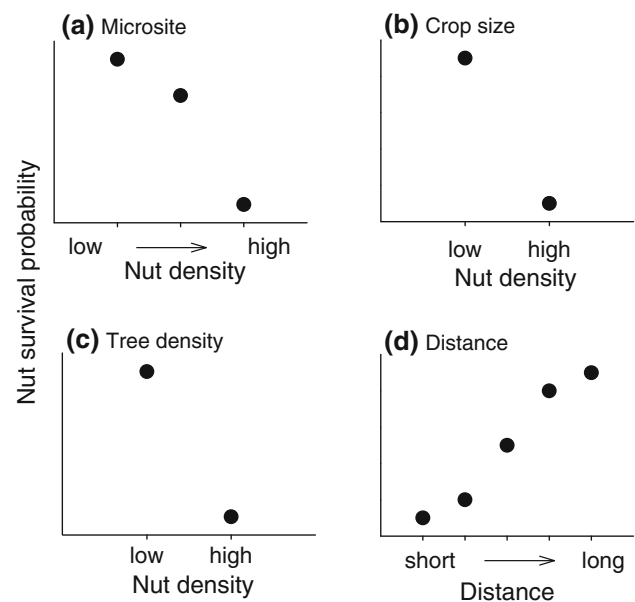 (a) Microsite
low high
Nut density
(b) Crop size
low high
Nut density
Nut survival probability
(c) Tree density
low high
Nut density
(d) Distance
short long
Distance